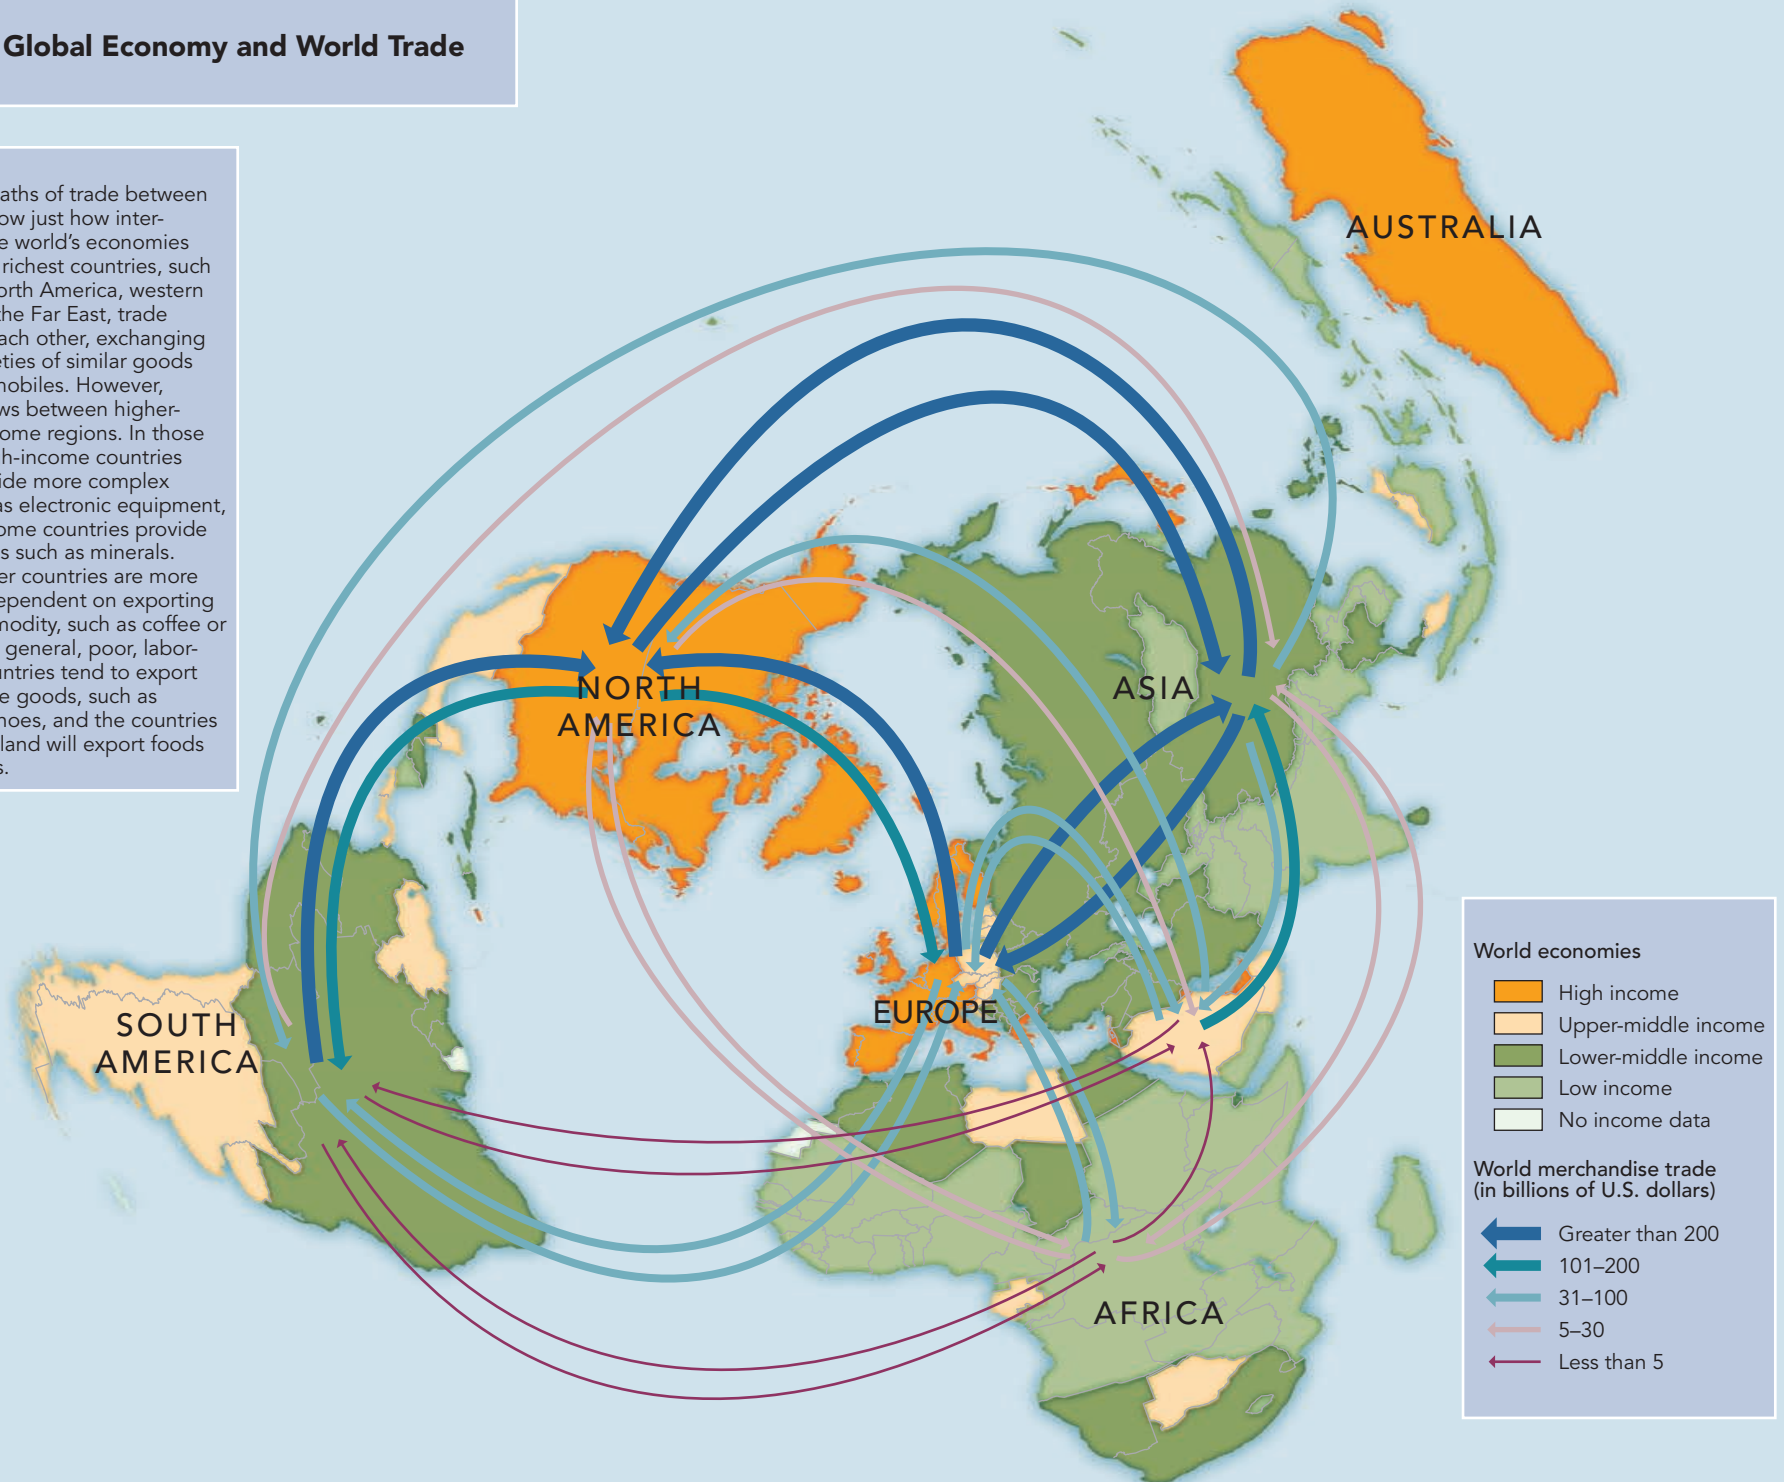 Global Economy and World Trade
aths of trade between
ow just how inter-
e world's economies
richest countries, such
orth America, western
the Far East, trade
ach other, exchanging
eties of similar goods
mobiles. However,
ws between higher-
ome regions. In those
h-income countries
ide more complex
as electronic equipment,
ome countries provide
s such as minerals.
er countries are more
ependent on exporting
modity, such as coffee or
general, poor, labor-
untries tend to export
e goods, such as
hoes, and the countries
land will export foods
s.
AUSTRALIA
NORTH
AMERICA
ASIA
SOUTH
AMERICA
EUROPE
AFRICA
World economies
High income
Upper-middle income
Lower-middle income
Low income
No income data
World merchandise trade
(in billions of U.S. dollars)
Greater than 200
101–200
31–100
5–30
Less than 5